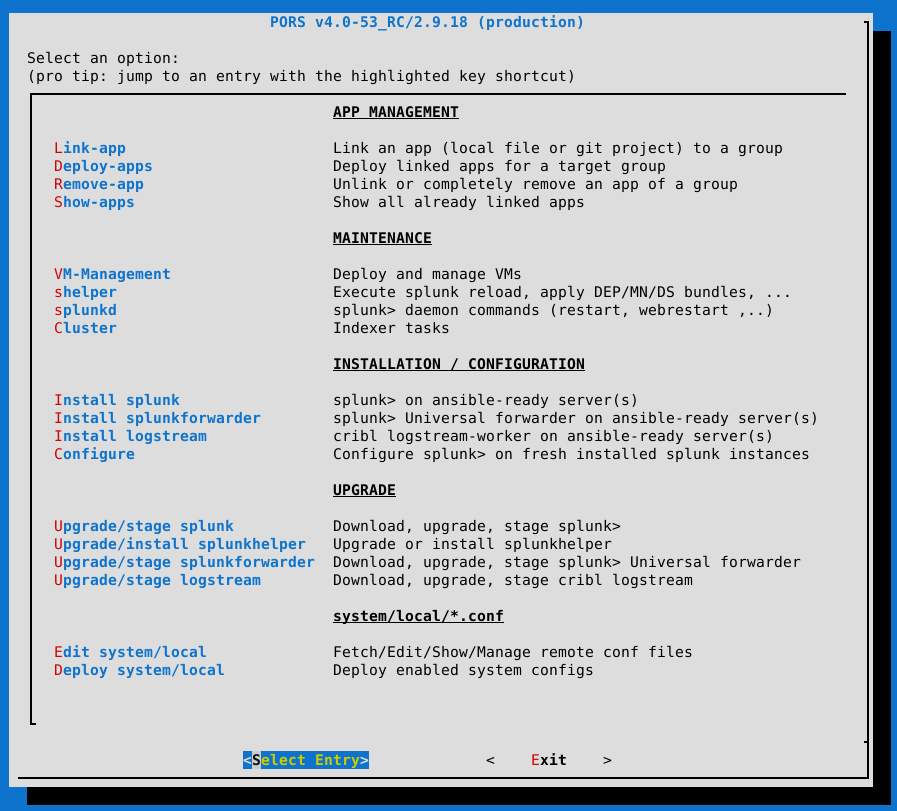 PORS v4.0-53_RC/2.9.18 (production)
Select an option:
(pro tip: jump to an entry with the highlighted key shortcut)
APP MANAGEMENT
Link-app Link an app (local file or git project) to a group
Deploy-apps Deploy linked apps for a target group
Remove-app Unlink or completely remove an app of a group
Show-apps Show all already linked apps
MAINTENANCE
VM-Management Deploy and manage VMs
shelper Execute splunk reload, apply DEP/MN/DS bundles, ...
splunkd splunk> daemon commands (restart, webrestart ,..)
Cluster Indexer tasks
INSTALLATION / CONFIGURATION
Install splunk splunk> on ansible-ready server(s)
Install splunkforwarder splunk> Universal forwarder on ansible-ready server(s)
Install logstream cribl logstream-worker on ansible-ready server(s)
Configure Configure splunk> on fresh installed splunk instances
UPGRADE
Upgrade/stage splunk Download, upgrade, stage splunk>
Upgrade/install splunkhelper Upgrade or install splunkhelper
Upgrade/stage splunkforwarder Download, upgrade, stage splunk> Universal forwarder
Upgrade/stage logstream Download, upgrade, stage cribl logstream
system/local/*.conf
Edit system/local Fetch/Edit/Show/Manage remote conf files
Deploy system/local Deploy enabled system configs
<Select Entry> < Exit >